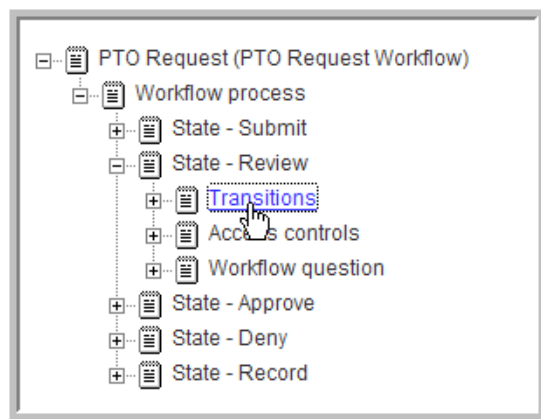 PTO Request (PTO Request Workflow)
Workflow process
State - Submit
State - Review
Transitions
Access controls
Workflow question
State - Approve
State - Deny
State - Record